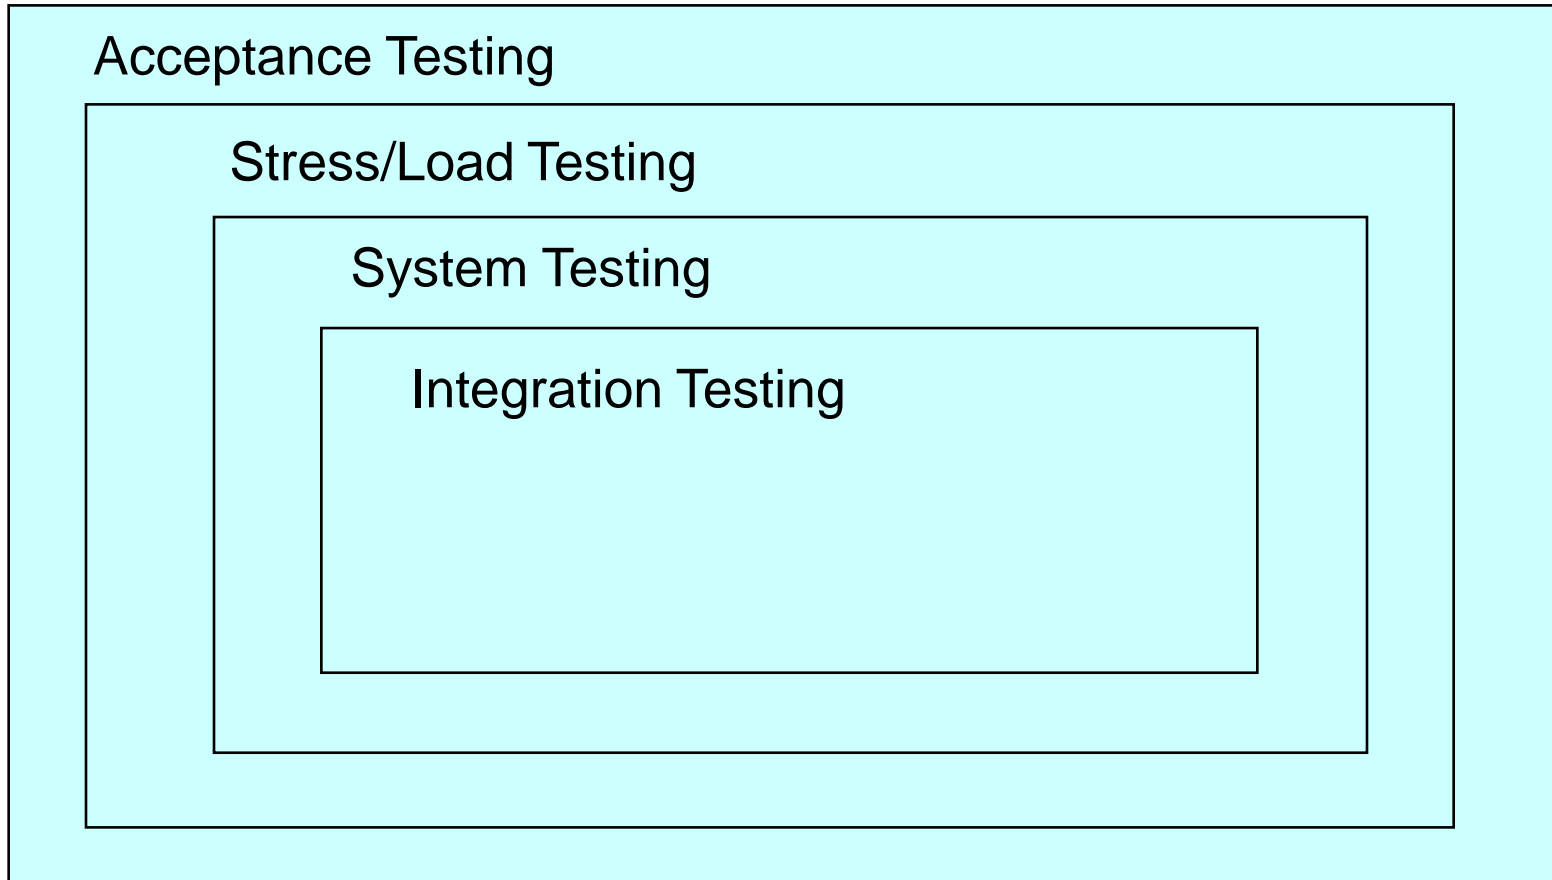 Acceptance Testing
Stress/Load Testing
System Testing
Integration Testing